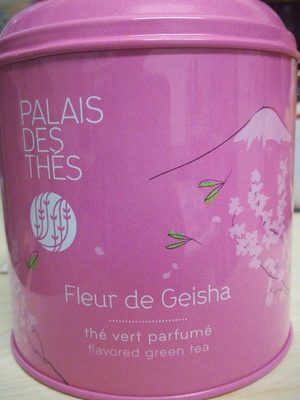 PALAIS
DES
THÉS
Fleur de Geisha
thé vert parfumé
flavored green tea